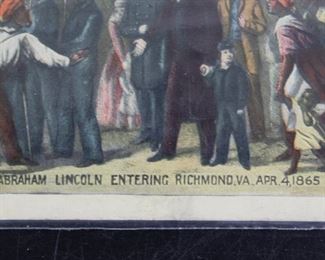 ABRAHAM LINCOLN ENTERING RICHMOND, VA, APR. 4, 1865